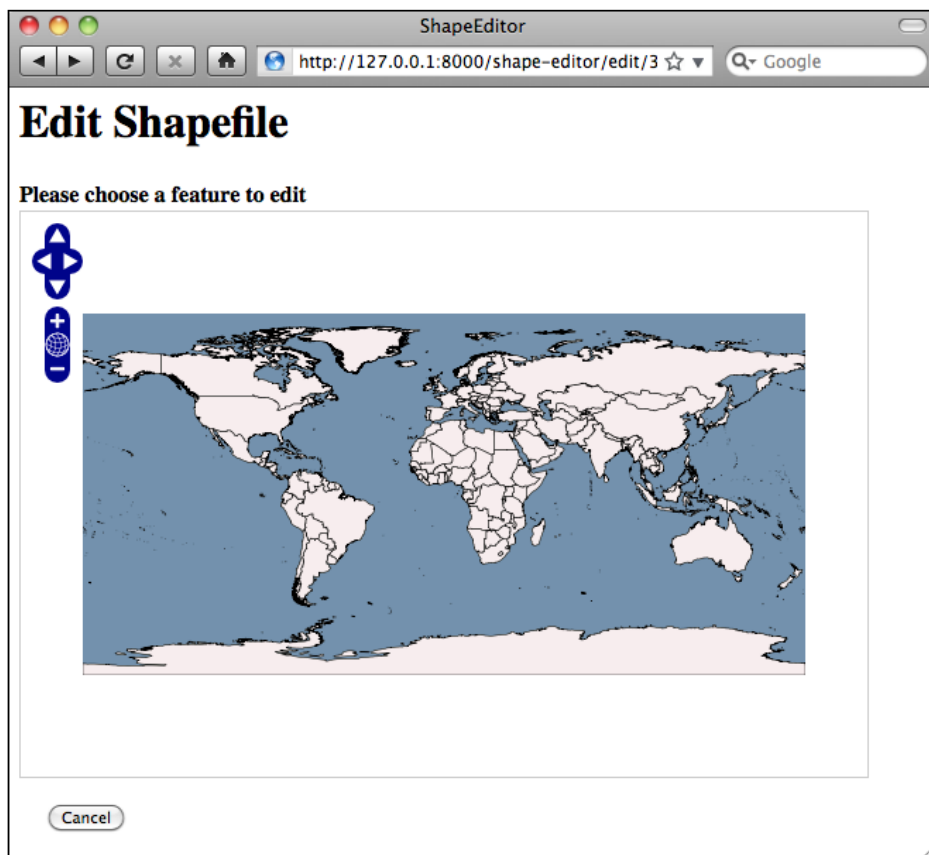 ShapeEditor
http://127.0.0.1:8000/shape-editor/edit/3
Google
Edit Shapefile
Please choose a feature to edit
Cancel